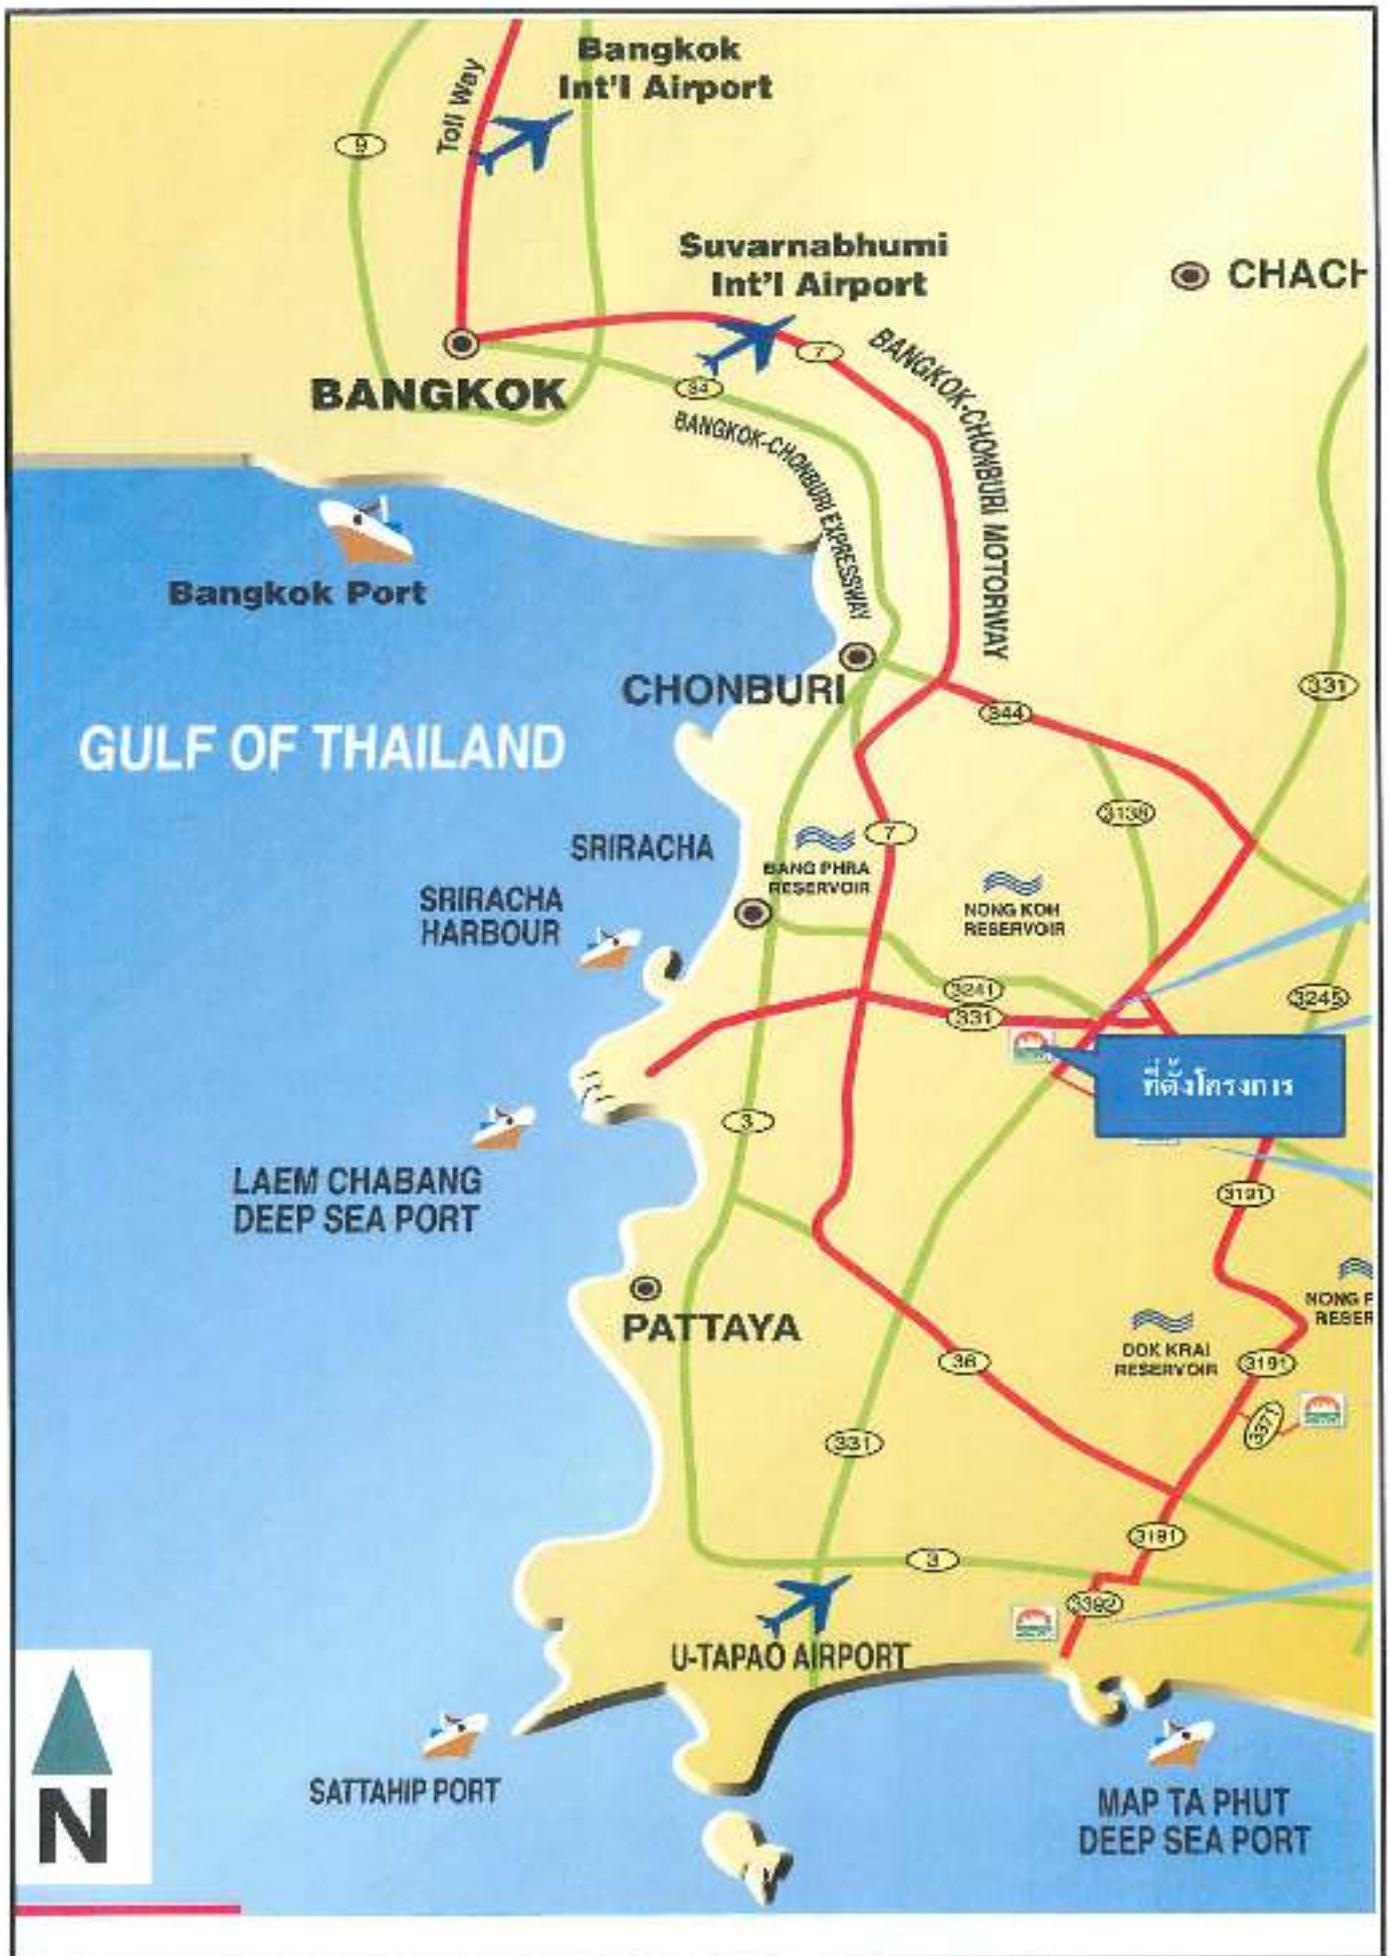 Bangkok
Int'l Airport
Toll Way
9
Suvarnabhumi
Int'l Airport
CHACH
7
BANGKOK
34
BANGKOK-CHONBURI MOTORWAY
BANGKOK-CHONBURI EXPRESSWAY
Bangkok Port
CHONBURI
331
344
GULF OF THAILAND
3138
7
SRIRACHA
BANG PHRA
RESERVOIR
NONG KOH
RESERVOIR
SRIRACHA
HARBOUR
3241
331
3245
ที่ตั้งโครงการ
3
LAEM CHABANG
DEEP SEA PORT
3191
PATTAYA
NONG P
RESER
DOK KRAI
RESERVOIR
36
3191
3371
331
3191
3
3392
U-TAPAO AIRPORT
SATTAHIP PORT
MAP TA PHUT
DEEP SEA PORT
N